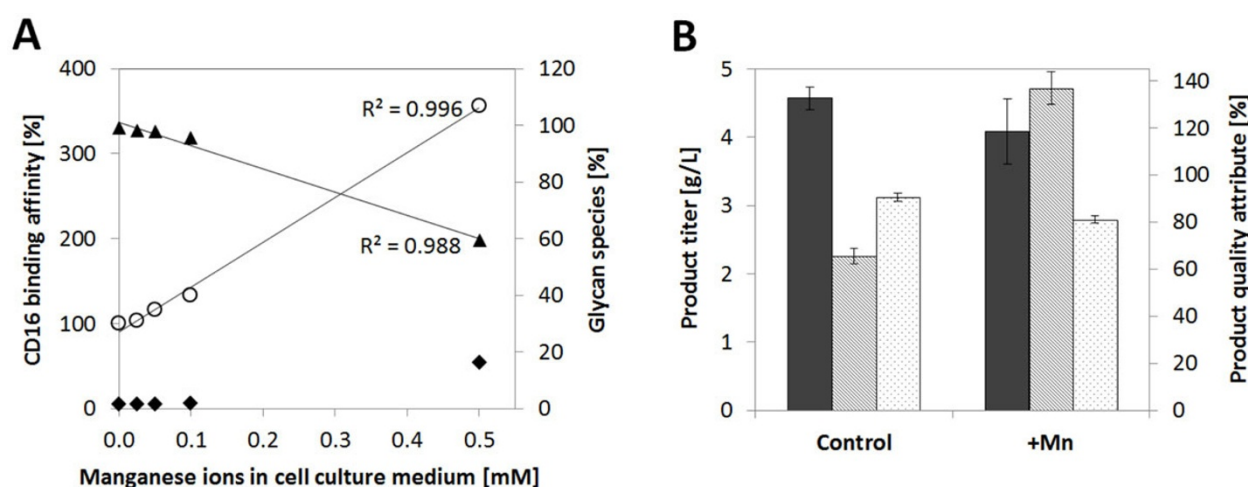 A
CD16 binding affinity [%]
400
300
200
100
0
R² = 0.996
R² = 0.988
120
100
80
60
40
20
0
Glycan species [%]
0.0 0.1 0.2 0.3 0.4 0.5
Manganese ions in cell culture medium [mM]
B
Product titer [g/L]
5
4
3
2
1
0
140
120
100
80
60
40
20
0
Product quality attribute [%]
Control +Mn